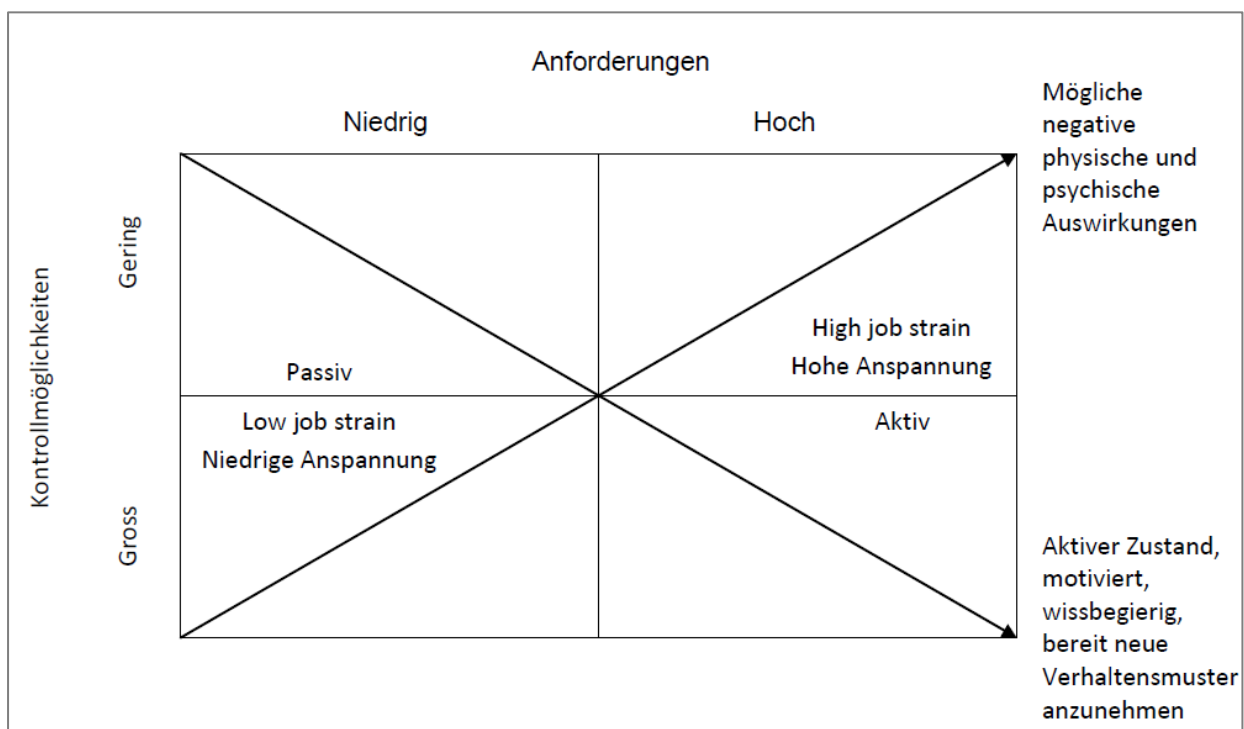 Anforderungen
Niedrig
Hoch
Mögliche
negative
physische und
psychische
Auswirkungen
Kontrollmöglichkeiten
Gering
Gross
Passiv
High job strain
Hohe Anspannung
Low job strain
Niedrige Anspannung
Aktiv
Aktiver Zustand,
motiviert,
wissbegierig,
bereit neue
Verhaltensmuster
anzunehmen